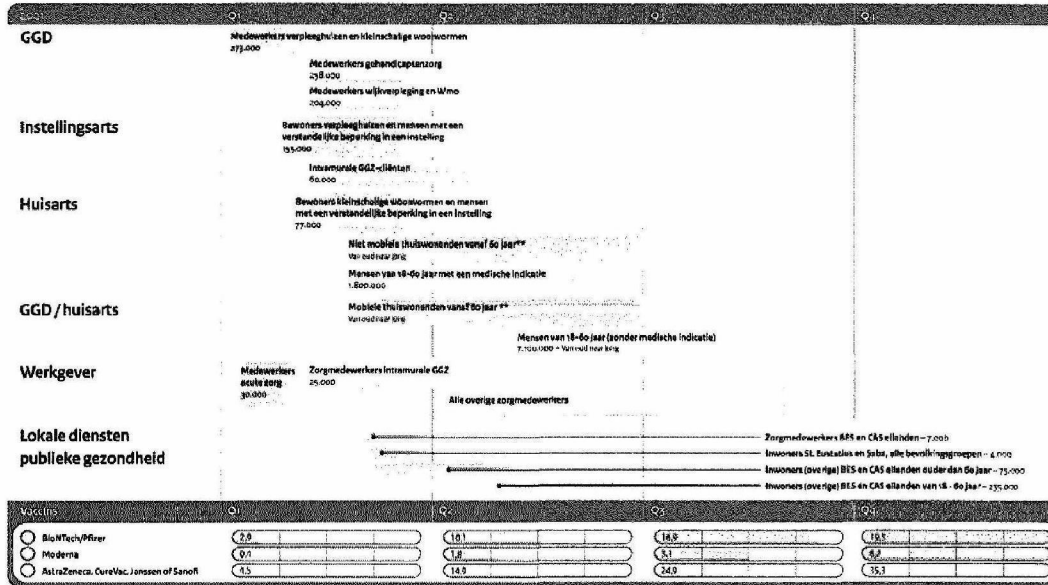 2021 Q1 Q2 Q3 Q4
GGD
Medewerkers verpleeghuizen en kleinschalige woonvormen
273.000
Medewerkers gehandicaptenzorg
238.000
Medewerkers wijkverpleging en Wmo
204.000
Instellingsarts
Bewoners verpleeghuizen en mensen met een
verstandelijke beperking in een instelling
155.000
Intramurale GGZ-cliënten
60.000
Huisarts
Bewoners kleinschalige woonvormen en mensen
met een verstandelijke beperking in een instelling
77.000
Niet mobiele thuiswonenden vanaf 60 jaar**
Van oud naar jong
Mensen van 18-60 jaar met een medische indicatie
1.800.000
GGD / huisarts
Mobiele thuiswonenden vanaf 60 jaar **
Van oud naar jong
Mensen van 18-60 jaar (zonder medische indicatie)
7.100.000 – Van oud naar jong
Werkgever
Medewerkers
acute zorg
30.000
Zorgmedewerkers Intramurale GGZ
25.000
Alle overige zorgmedewerkers
Lokale diensten
publieke gezondheid
Zorgmedewerkers BES en CAS eilanden – 7.000
Inwoners St. Eustatius en Saba, alle bevolkingsgroepen – 4.000
Inwoners (overige) BES en CAS eilanden ouder dan 60 jaar – 75.000
Inwoners (overige) BES en CAS eilanden van 18 - 60 jaar – 235.000
Vaccins Q1 Q2 Q3 Q4
BioNTech/Pfizer 2,0 10,1 18,9 19,5
Moderna 0,4 1,8
AstraZeneca, CureVac, Janssen of Sanofi 4,5 14,9 24,9 35,3